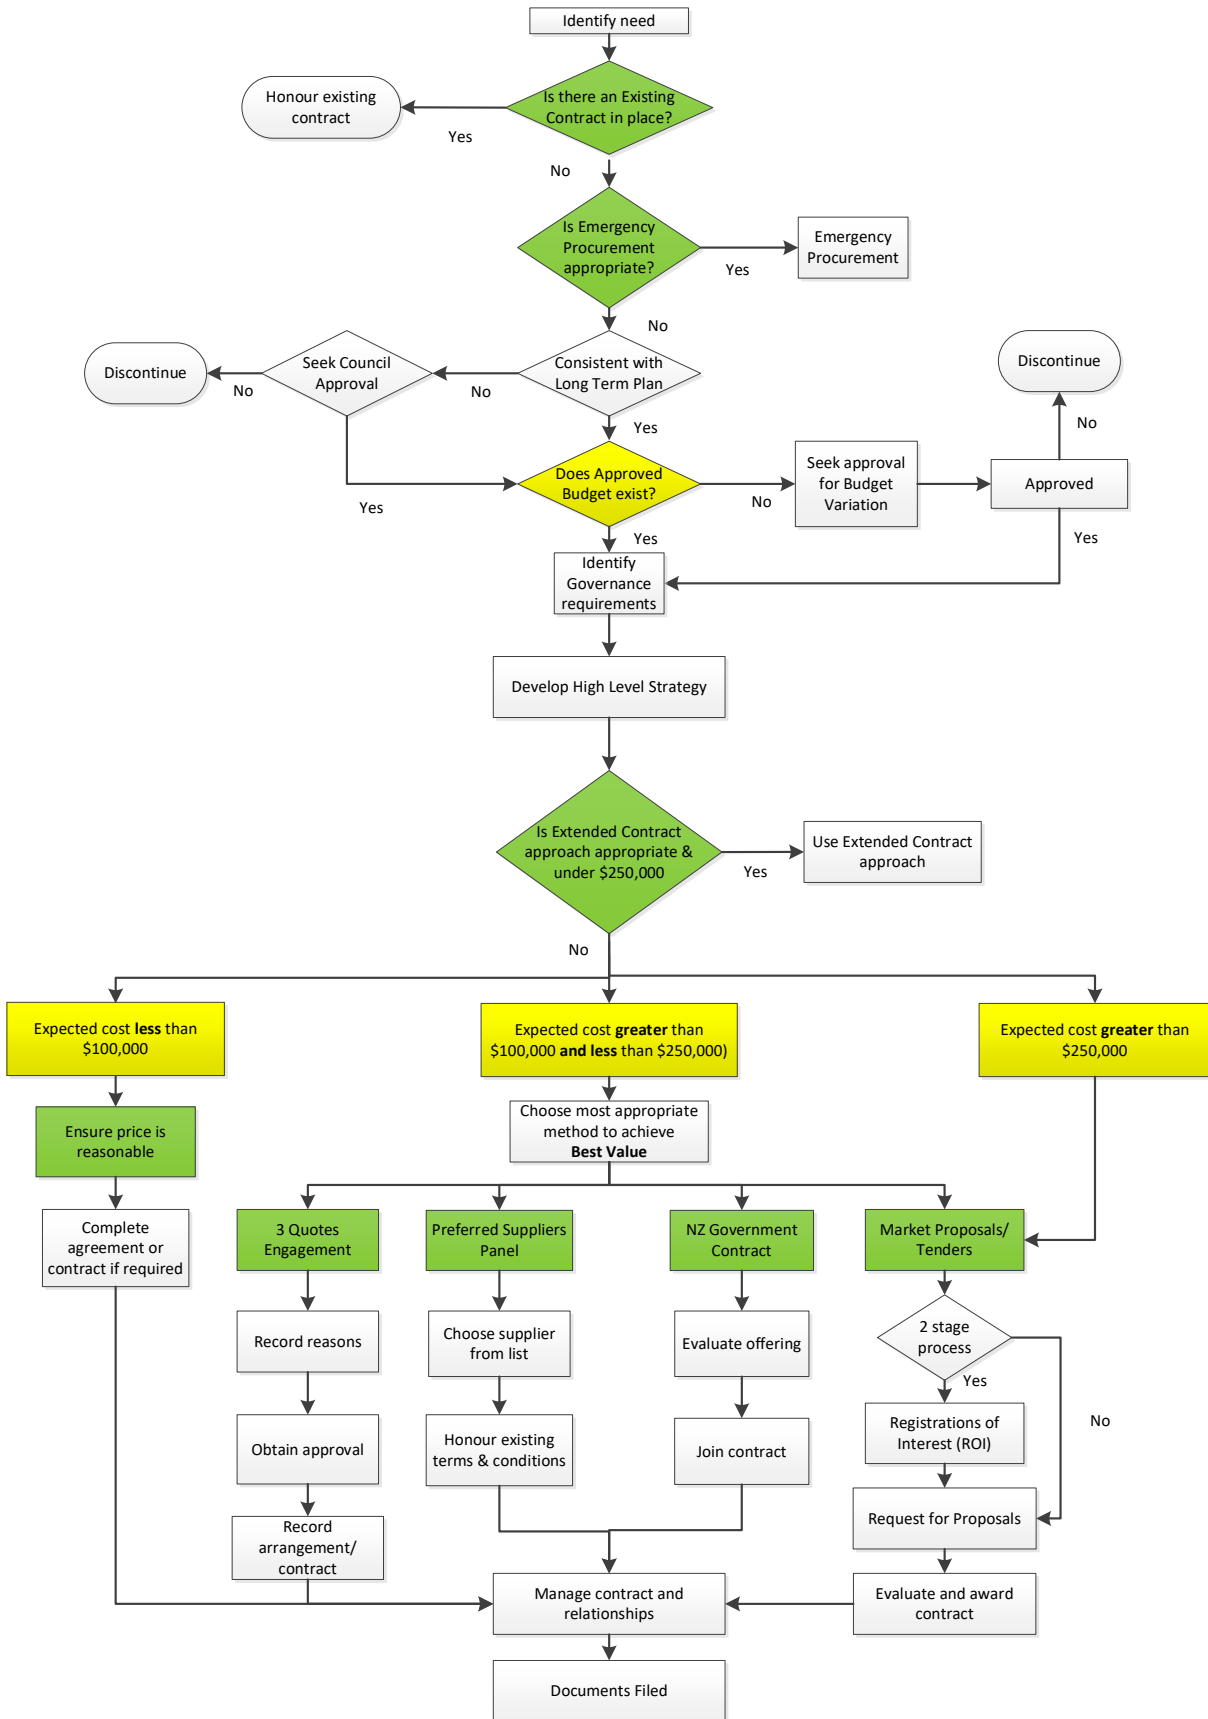 Identify need
Is there an Existing
Contract in place?
Honour existing
contract
Yes
No
Is Emergency
Procurement
appropriate?
Emergency
Procurement
Yes
No
Seek Council
Approval
Consistent with
Long Term Plan
Discontinue
Discontinue
No
No
Yes
No
Does Approved
Budget exist?
Seek approval
for Budget
Variation
Approved
Yes
No
Yes
Yes
Identify
Governance
requirements
Develop High Level Strategy
Is Extended Contract
approach appropriate &
under $250,000
Use Extended Contract
approach
Yes
No
Expected cost less than
$100,000
Expected cost greater than
$100,000 and less than $250,000)
Expected cost greater than
$250,000
Ensure price is
reasonable
Choose most appropriate
method to achieve
Best Value
Complete
agreement or
contract if required
3 Quotes
Engagement
Preferred Suppliers
Panel
NZ Government
Contract
Market Proposals/
Tenders
Record reasons
Choose supplier
from list
Evaluate offering
2 stage
process
Yes
No
Obtain approval
Honour existing
terms & conditions
Join contract
Registrations of
Interest (ROI)
Record
arrangement/
contract
Request for Proposals
Manage contract and
relationships
Evaluate and award
contract
Documents Filed